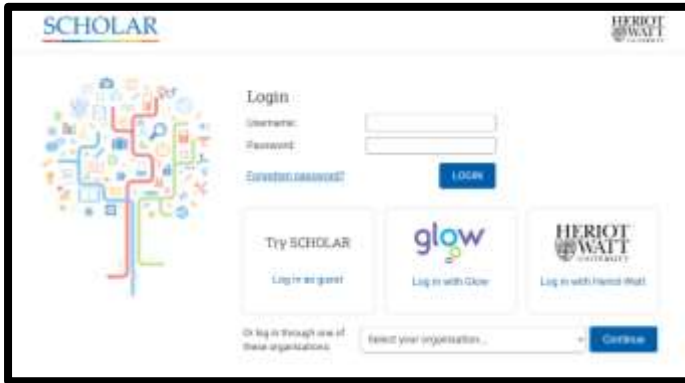 SCHOLAR
HERIOT
WATT
UNIVERSITY
Login
Username:
Password:
Forgotten password?
LOGIN
Try SCHOLAR
Log in as guest
glow
Log in with Glow
HERIOT
WATT
UNIVERSITY
Log in with Heriot-Watt
Or log in through one of
these organisations:
Select your organisation...
Continue